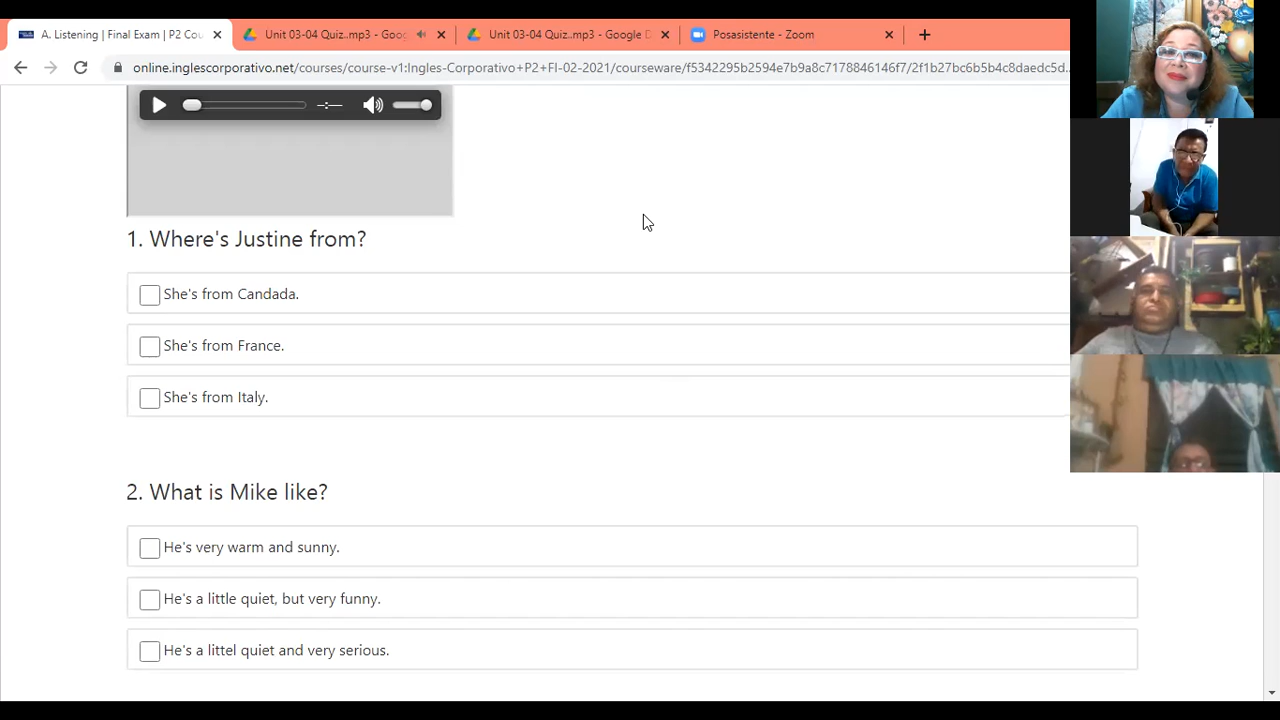 A. Listening | Final Exam | P2 Cou
Unit 03-04 Quiz..mp3 - Goog
Unit 03-04 Quiz..mp3 - Google D
Posasistente - Zoom
online.inglescorporativo.net/courses/course-v1:Ingles-Corporativo+P2+FI-02-2021/courseware/f5342295b2594e7b9a8c7178846146f7/2f1b27bc6b5b4c8daedc5d...
-:--
1. Where's Justine from?
She's from Candada.
She's from France.
She's from Italy.
2. What is Mike like?
He's very warm and sunny.
He's a little quiet, but very funny.
He's a littel quiet and very serious.